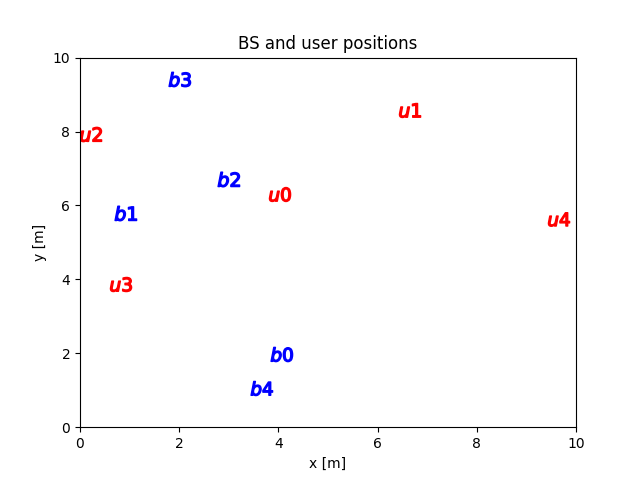 BS and user positions
10
b3
u1
8
u2
b2
u0
6
b1
u4
y [m]
4
u3
2
b0
b4
0
0 2 4 6 8 10
x [m]